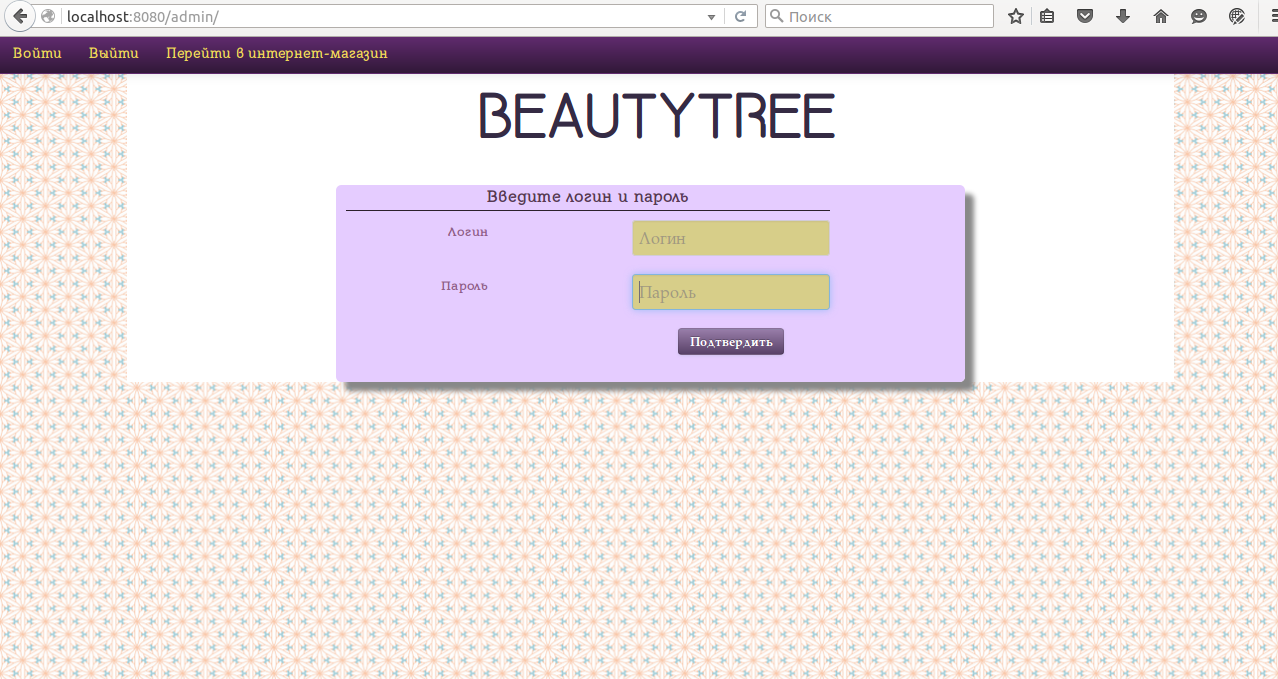 localhost:8080/admin/
Поиск
Войти Выйти Перейти в интернет-магазин
BEAUTYTREE
Введите логин и пароль
Логин Логин
Пароль Пароль
Подтвердить